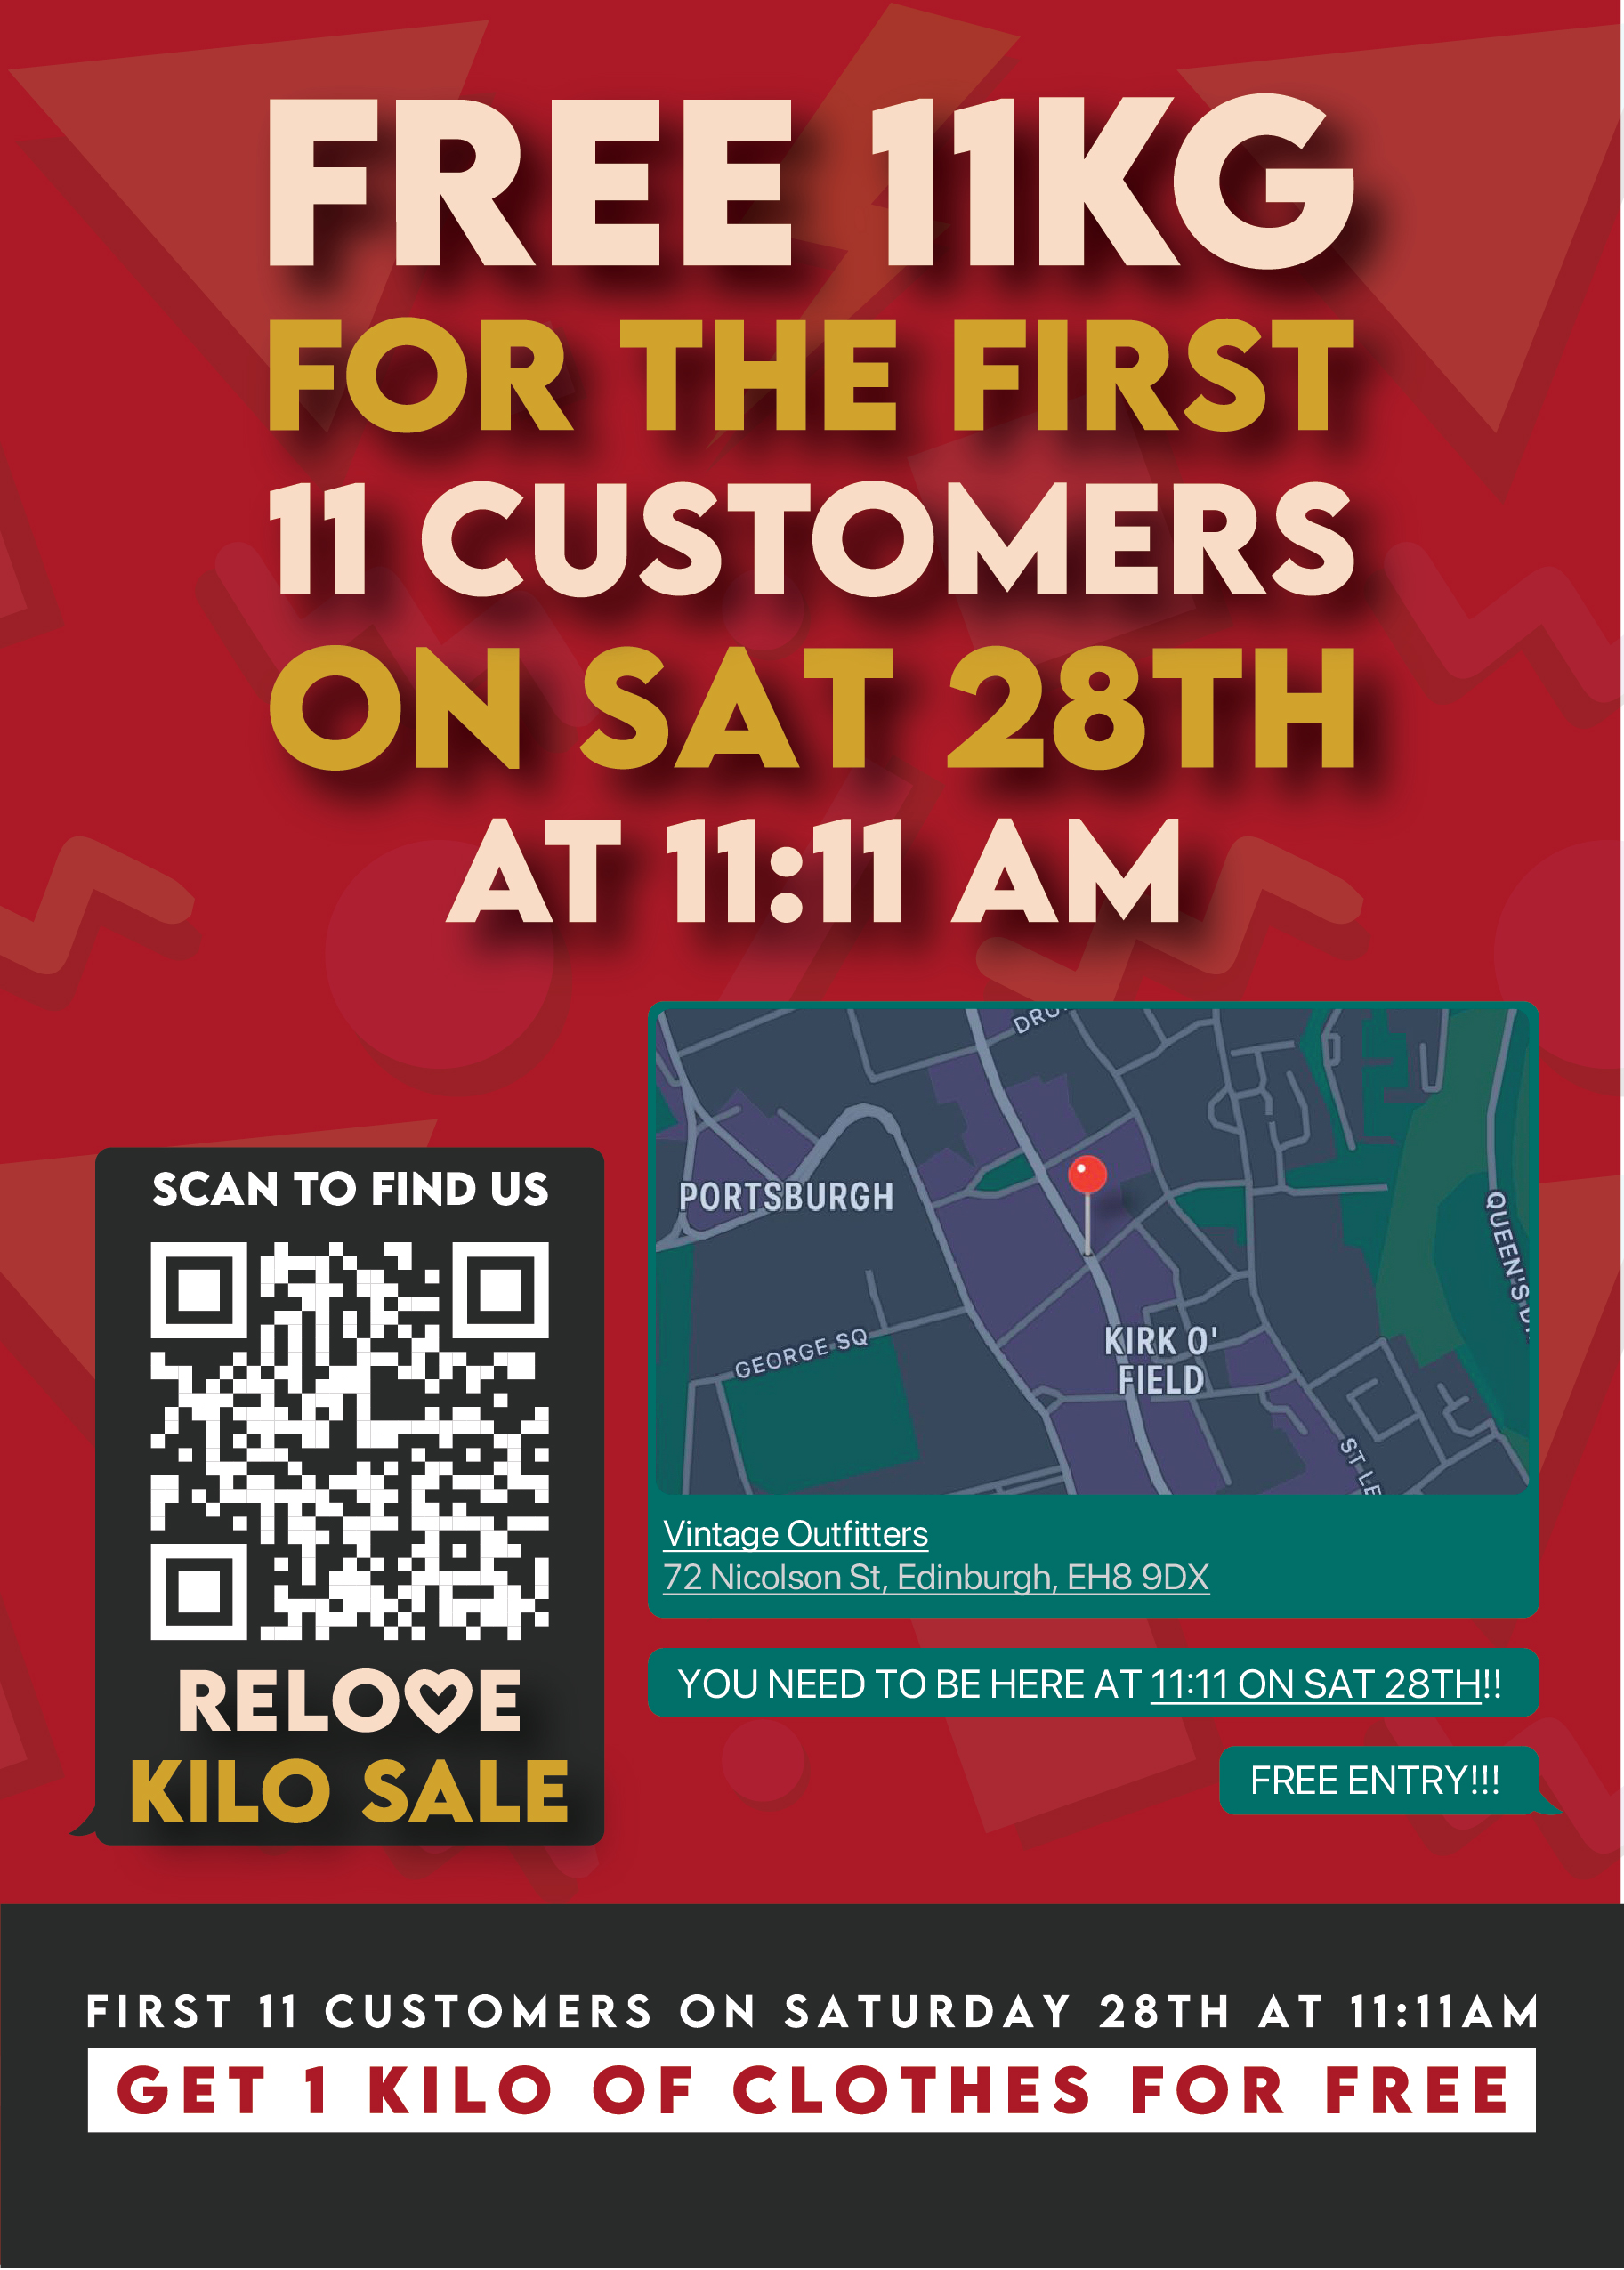 FREE 11KG
FOR THE FIRST
11 CUSTOMERS
ON SAT 28TH
AT 11:11 AM
SCAN TO FIND US
RELOVE
KILO SALE
PORTSBURGH
GEORGE SQ
KIRK O'
FIELD
QUEEN'S
Vintage Outfitters
72 Nicolson St, Edinburgh, EH8 9DX
YOU NEED TO BE HERE AT 11:11 ON SAT 28TH!!
FREE ENTRY!!!
FIRST 11 CUSTOMERS ON SATURDAY 28TH AT 11:11AM
GET 1 KILO OF CLOTHES FOR FREE